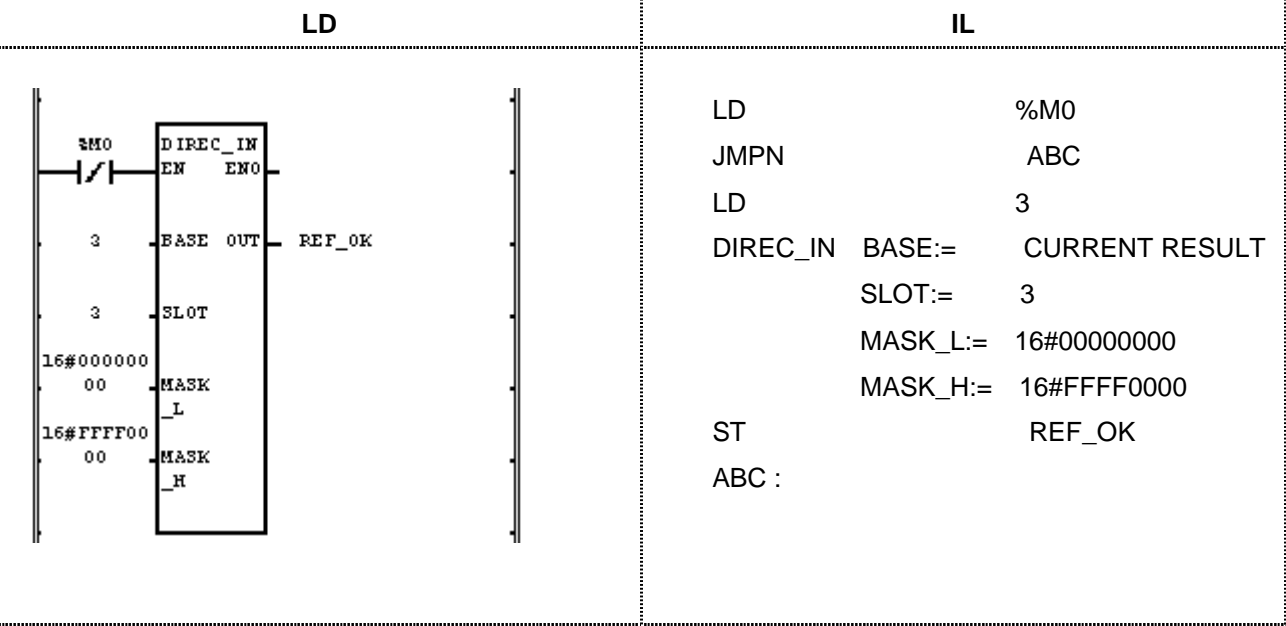 LD
IL
%M0
DIREC_IN
EN ENO
3 BASE OUT REF_OK
3 SLOT
16#000000
00 MASK
_L
16#FFFF00
00 MASK
_H
LD %M0
JMPN ABC
LD 3
DIREC_IN BASE:= CURRENT RESULT
SLOT:= 3
MASK_L:= 16#00000000
MASK_H:= 16#FFFF0000
ST REF_OK
ABC :